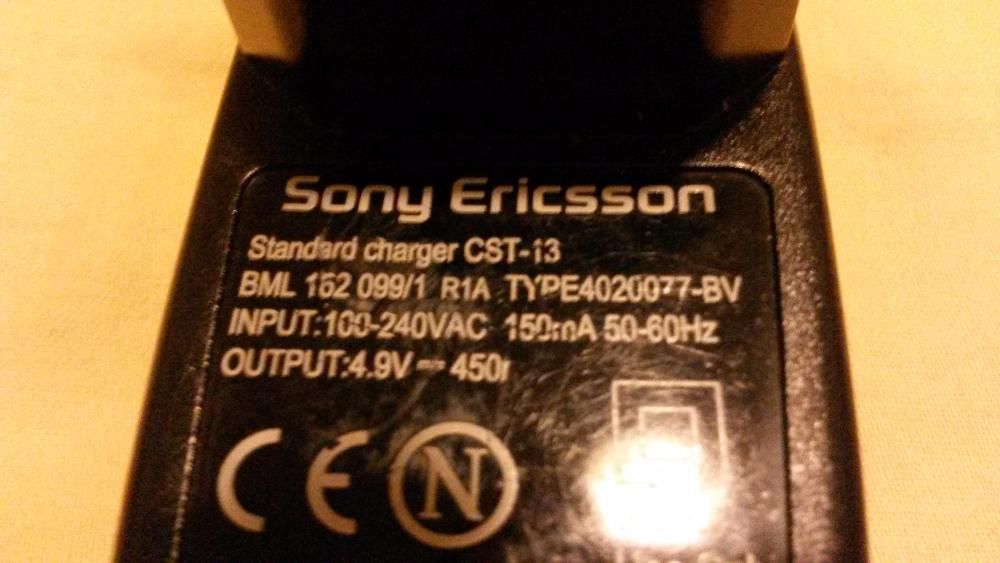 Sony Ericsson
Standard charger CST-13
BML 162 099/1 R1A TYPE4020077-BV
INPUT:100-240VAC 150mA 50-60Hz
OUTPUT:4.9V ⎓ 450
CE N